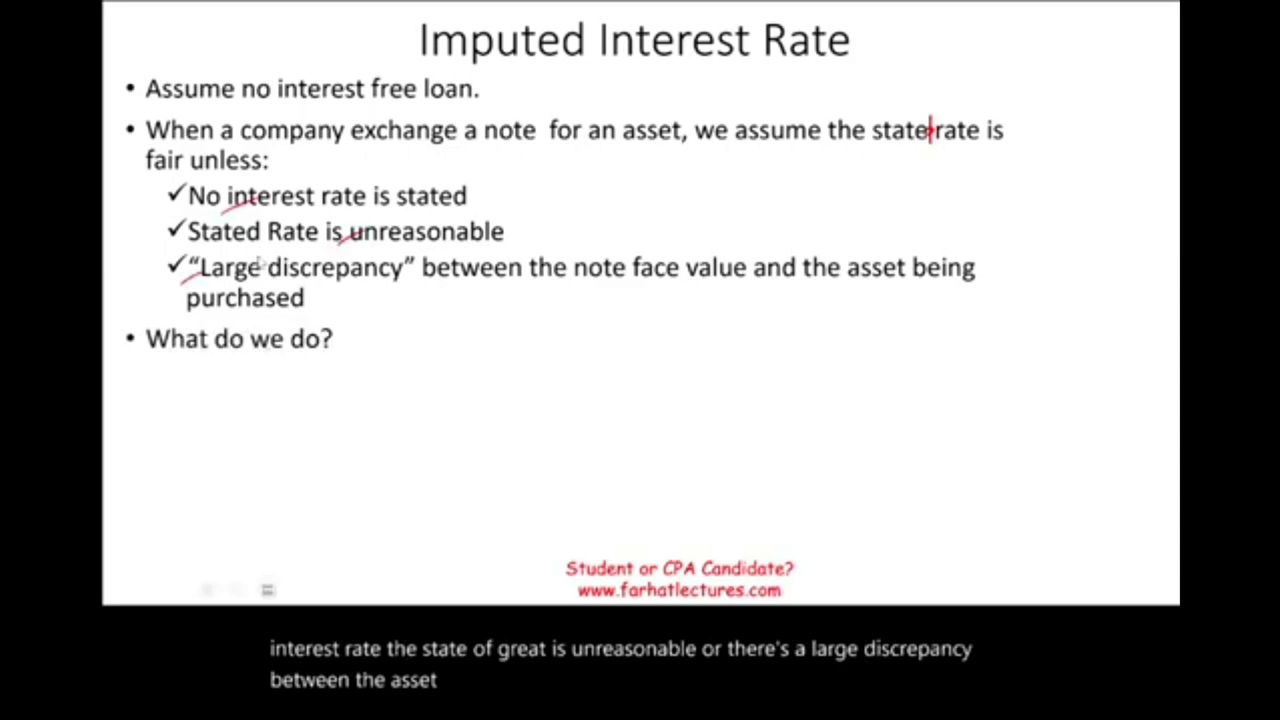 Imputed Interest Rate
• Assume no interest free loan.
• When a company exchange a note for an asset, we assume the state rate is
fair unless:
✓No interest rate is stated
✓Stated Rate is unreasonable
✓“Large discrepancy” between the note face value and the asset being
purchased
• What do we do?
Student or CPA Candidate?
www.farhatlectures.com
interest rate the state of great is unreasonable or there's a large discrepancy
between the asset